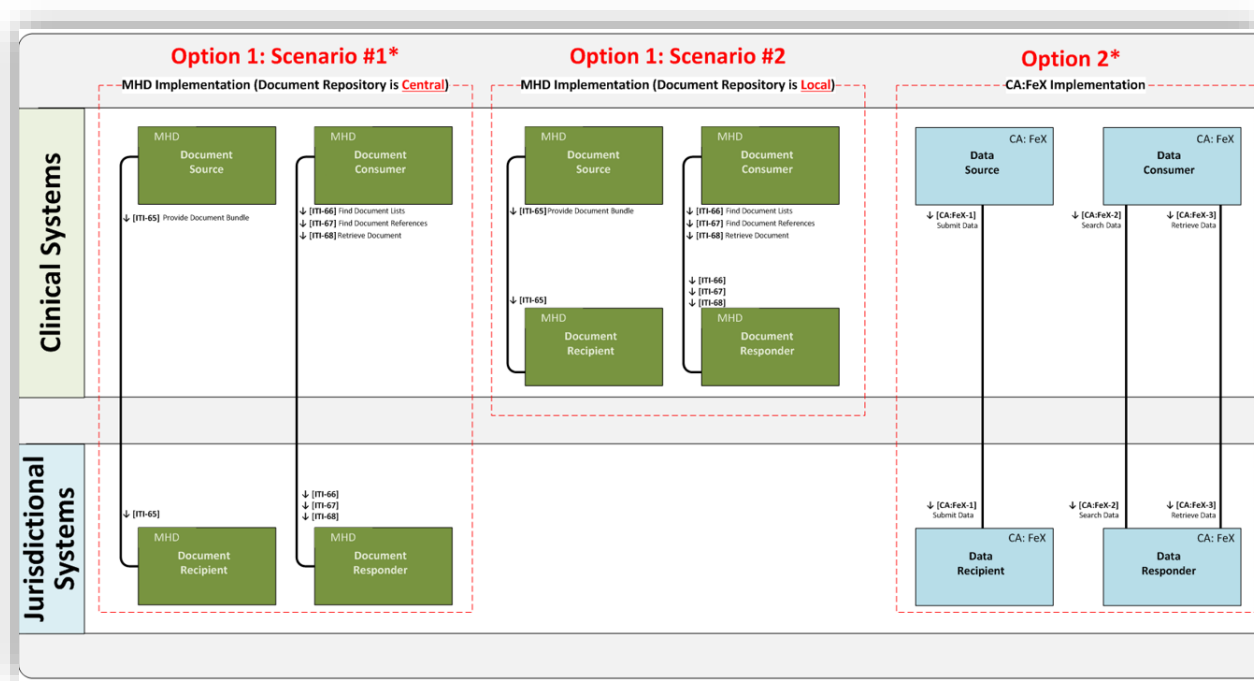 Option 1: Scenario #1*
MHD Implementation (Document Repository is Central)
Option 1: Scenario #2
MHD Implementation (Document Repository is Local)
Option 2*
CA:FeX Implementation
Clinical Systems
MHD
Document
Source
↓ [ITI-65] Provide Document Bundle
MHD
Document
Consumer
↓ [ITI-66] Find Document Lists
↓ [ITI-67] Find Document References
↓ [ITI-68] Retrieve Document
MHD
Document
Source
↓ [ITI-65] Provide Document Bundle
MHD
Document
Consumer
↓ [ITI-66] Find Document Lists
↓ [ITI-67] Find Document References
↓ [ITI-68] Retrieve Document
↓ [ITI-65]
MHD
Document
Recipient
↓ [ITI-66]
↓ [ITI-67]
↓ [ITI-68]
MHD
Document
Responder
CA: FeX
Data
Source
↓ [CA:FeX-1]
Submit Data
CA: FeX
Data
Consumer
↓ [CA:FeX-2]
Search Data
↓ [CA:FeX-3]
Retrieve Data
Jurisdictional
Systems
↓ [ITI-65]
MHD
Document
Recipient
↓ [ITI-66]
↓ [ITI-67]
↓ [ITI-68]
MHD
Document
Responder
↓ [CA:FeX-1]
Submit Data
CA: FeX
Data
Recipient
↓ [CA:FeX-2]
Search Data
↓ [CA:FeX-3]
Retrieve Data
CA: FeX
Data
Responder